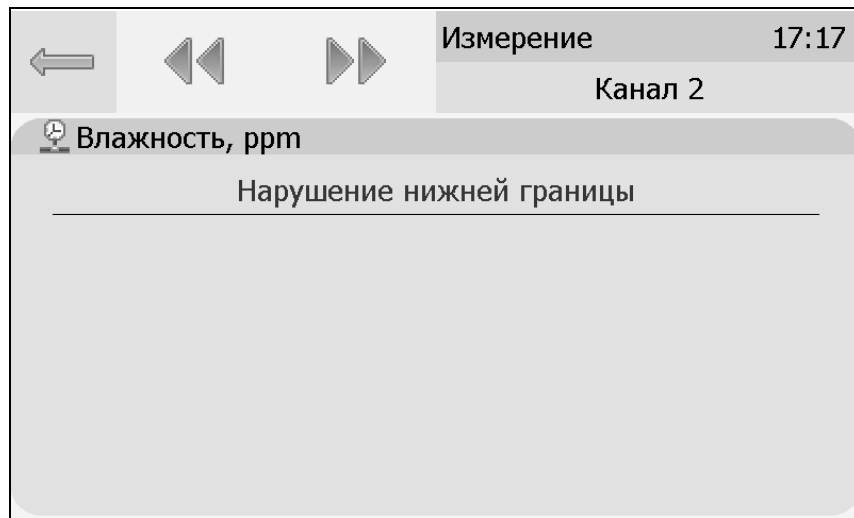 Измерение 17:17
Канал 2
Влажность, ppm
Нарушение нижней границы